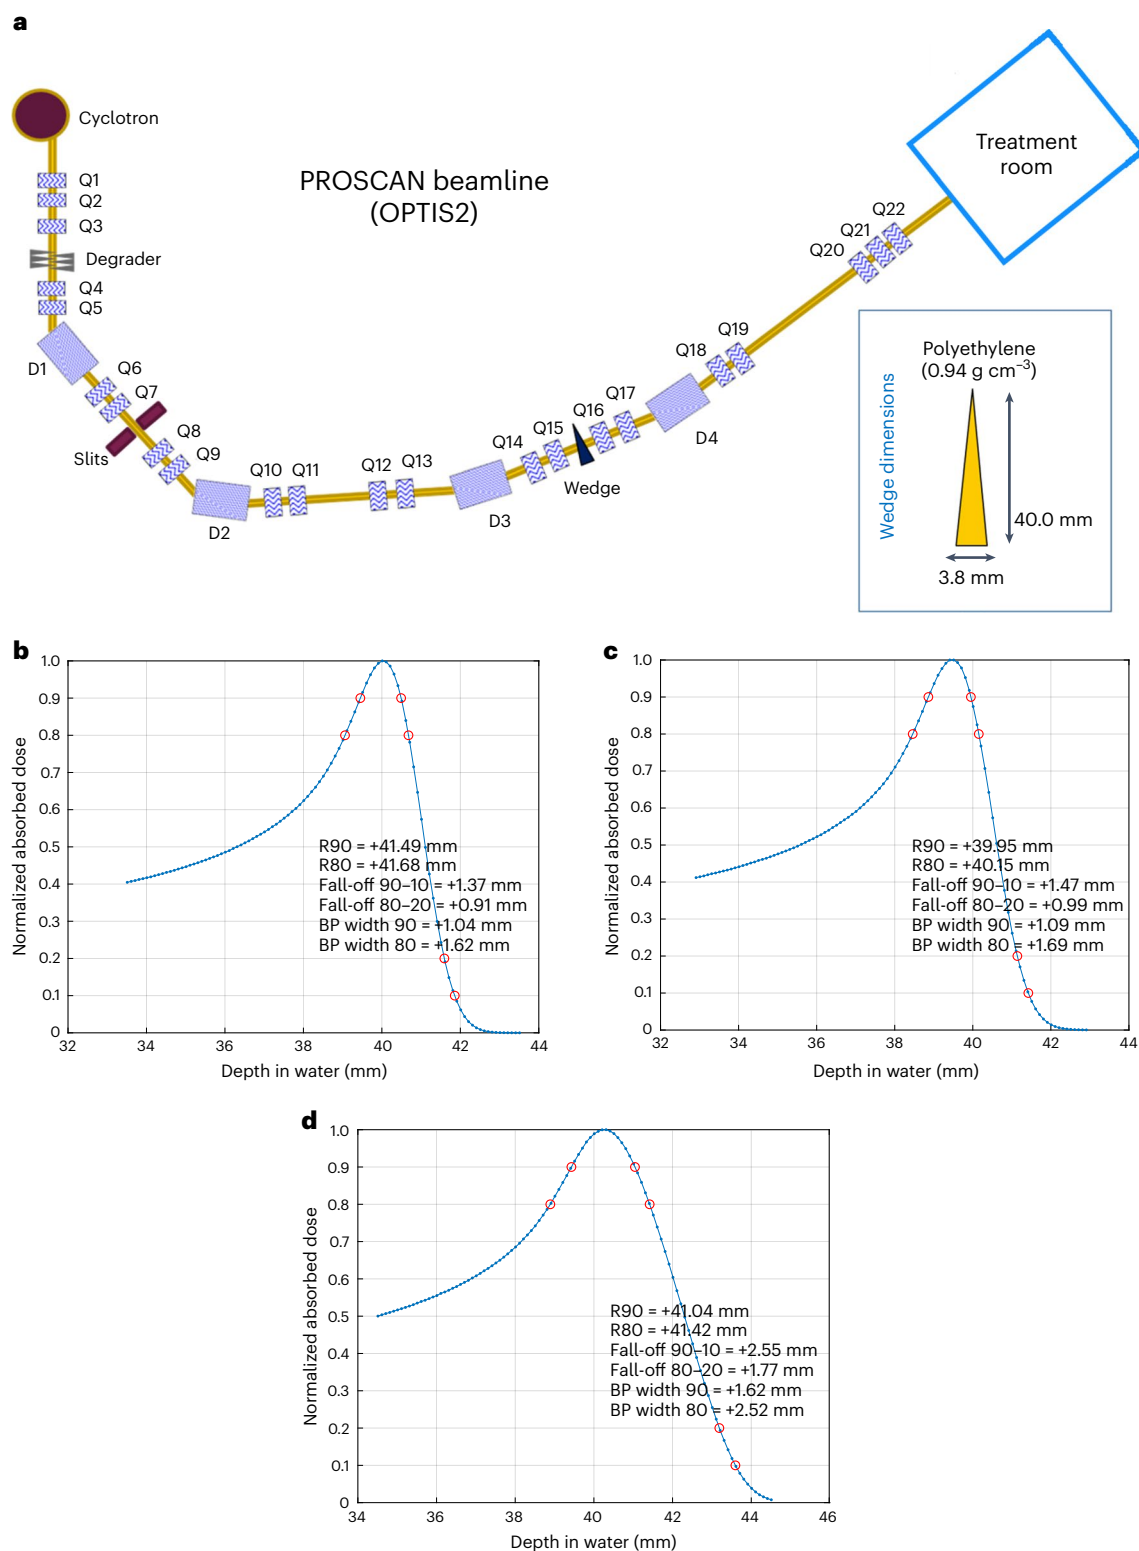 a
Cyclotron
Q1
Q2
Q3
Degrader
Q4
Q5
D1
Q6
Q7
Slits
Q8
Q9
D2
Q10
Q11
Q12
Q13
D3
Q14
Q15
Q16
Q17
Wedge
D4
Q18
Q19
Q20
Q21
Q22
PROSCAN beamline
(OPTIS2)
Treatment
room
Wedge dimensions
Polyethylene
(0.94 g cm⁻³)
40.0 mm
3.8 mm
b
Normalized absorbed dose
1.0
0.9
0.8
0.7
0.6
0.5
0.4
0.3
0.2
0.1
0
R90 = +41.49 mm
R80 = +41.68 mm
Fall-off 90–10 = +1.37 mm
Fall-off 80–20 = +0.91 mm
BP width 90 = +1.04 mm
BP width 80 = +1.62 mm
32 34 36 38 40 42 44
Depth in water (mm)
c
Normalized absorbed dose
1.0
0.9
0.8
0.7
0.6
0.5
0.4
0.3
0.2
0.1
0
R90 = +39.95 mm
R80 = +40.15 mm
Fall-off 90–10 = +1.47 mm
Fall-off 80–20 = +0.99 mm
BP width 90 = +1.09 mm
BP width 80 = +1.69 mm
32 34 36 38 40 42 44
Depth in water (mm)
d
Normalized absorbed dose
1.0
0.9
0.8
0.7
0.6
0.5
0.4
0.3
0.2
0.1
0
R90 = +41.04 mm
R80 = +41.42 mm
Fall-off 90–10 = +2.55 mm
Fall-off 80–20 = +1.77 mm
BP width 90 = +1.62 mm
BP width 80 = +2.52 mm
34 36 38 40 42 44 46
Depth in water (mm)